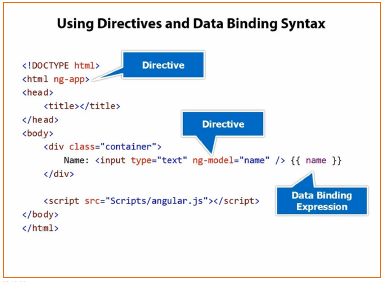 Using Directives and Data Binding Syntax
<!DOCTYPE html>
<html ng-app>
Directive
<head>
<title></title>
</head>
<body>
Directive
<div class="container">
Name: <input type="text" ng-model="name" /> {{ name }}
</div>
Data Binding
Expression
<script src="Scripts/angular.js"></script>
</body>
</html>